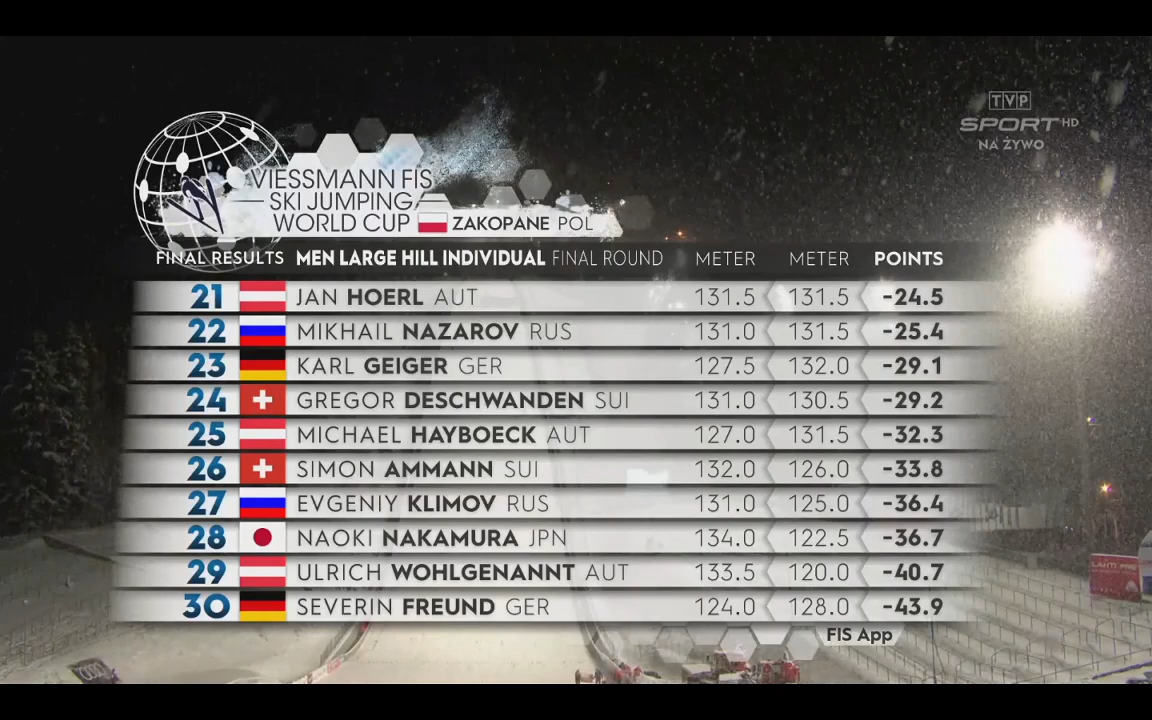 TVP
SPORT HD
NA ŻYWO
VIESSMANN FIS
SKI JUMPING
WORLD CUP ZAKOPANE POL
FINAL RESULTS MEN LARGE HILL INDIVIDUAL FINAL ROUND METER METER POINTS
21 JAN HOERL AUT 131.5 131.5 -24.5
22 MIKHAIL NAZAROV RUS 131.0 131.5 -25.4
23 KARL GEIGER GER 127.5 132.0 -29.1
24 GREGOR DESCHWANDEN SUI 131.0 130.5 -29.2
25 MICHAEL HAYBOECK AUT 127.0 131.5 -32.3
26 SIMON AMMANN SUI 132.0 126.0 -33.8
27 EVGENIY KLIMOV RUS 131.0 125.0 -36.4
28 NAOKI NAKAMURA JPN 134.0 122.5 -36.7
29 ULRICH WOHLGENANNT AUT 133.5 120.0 -40.7
30 SEVERIN FREUND GER 124.0 128.0 -43.9
FIS App